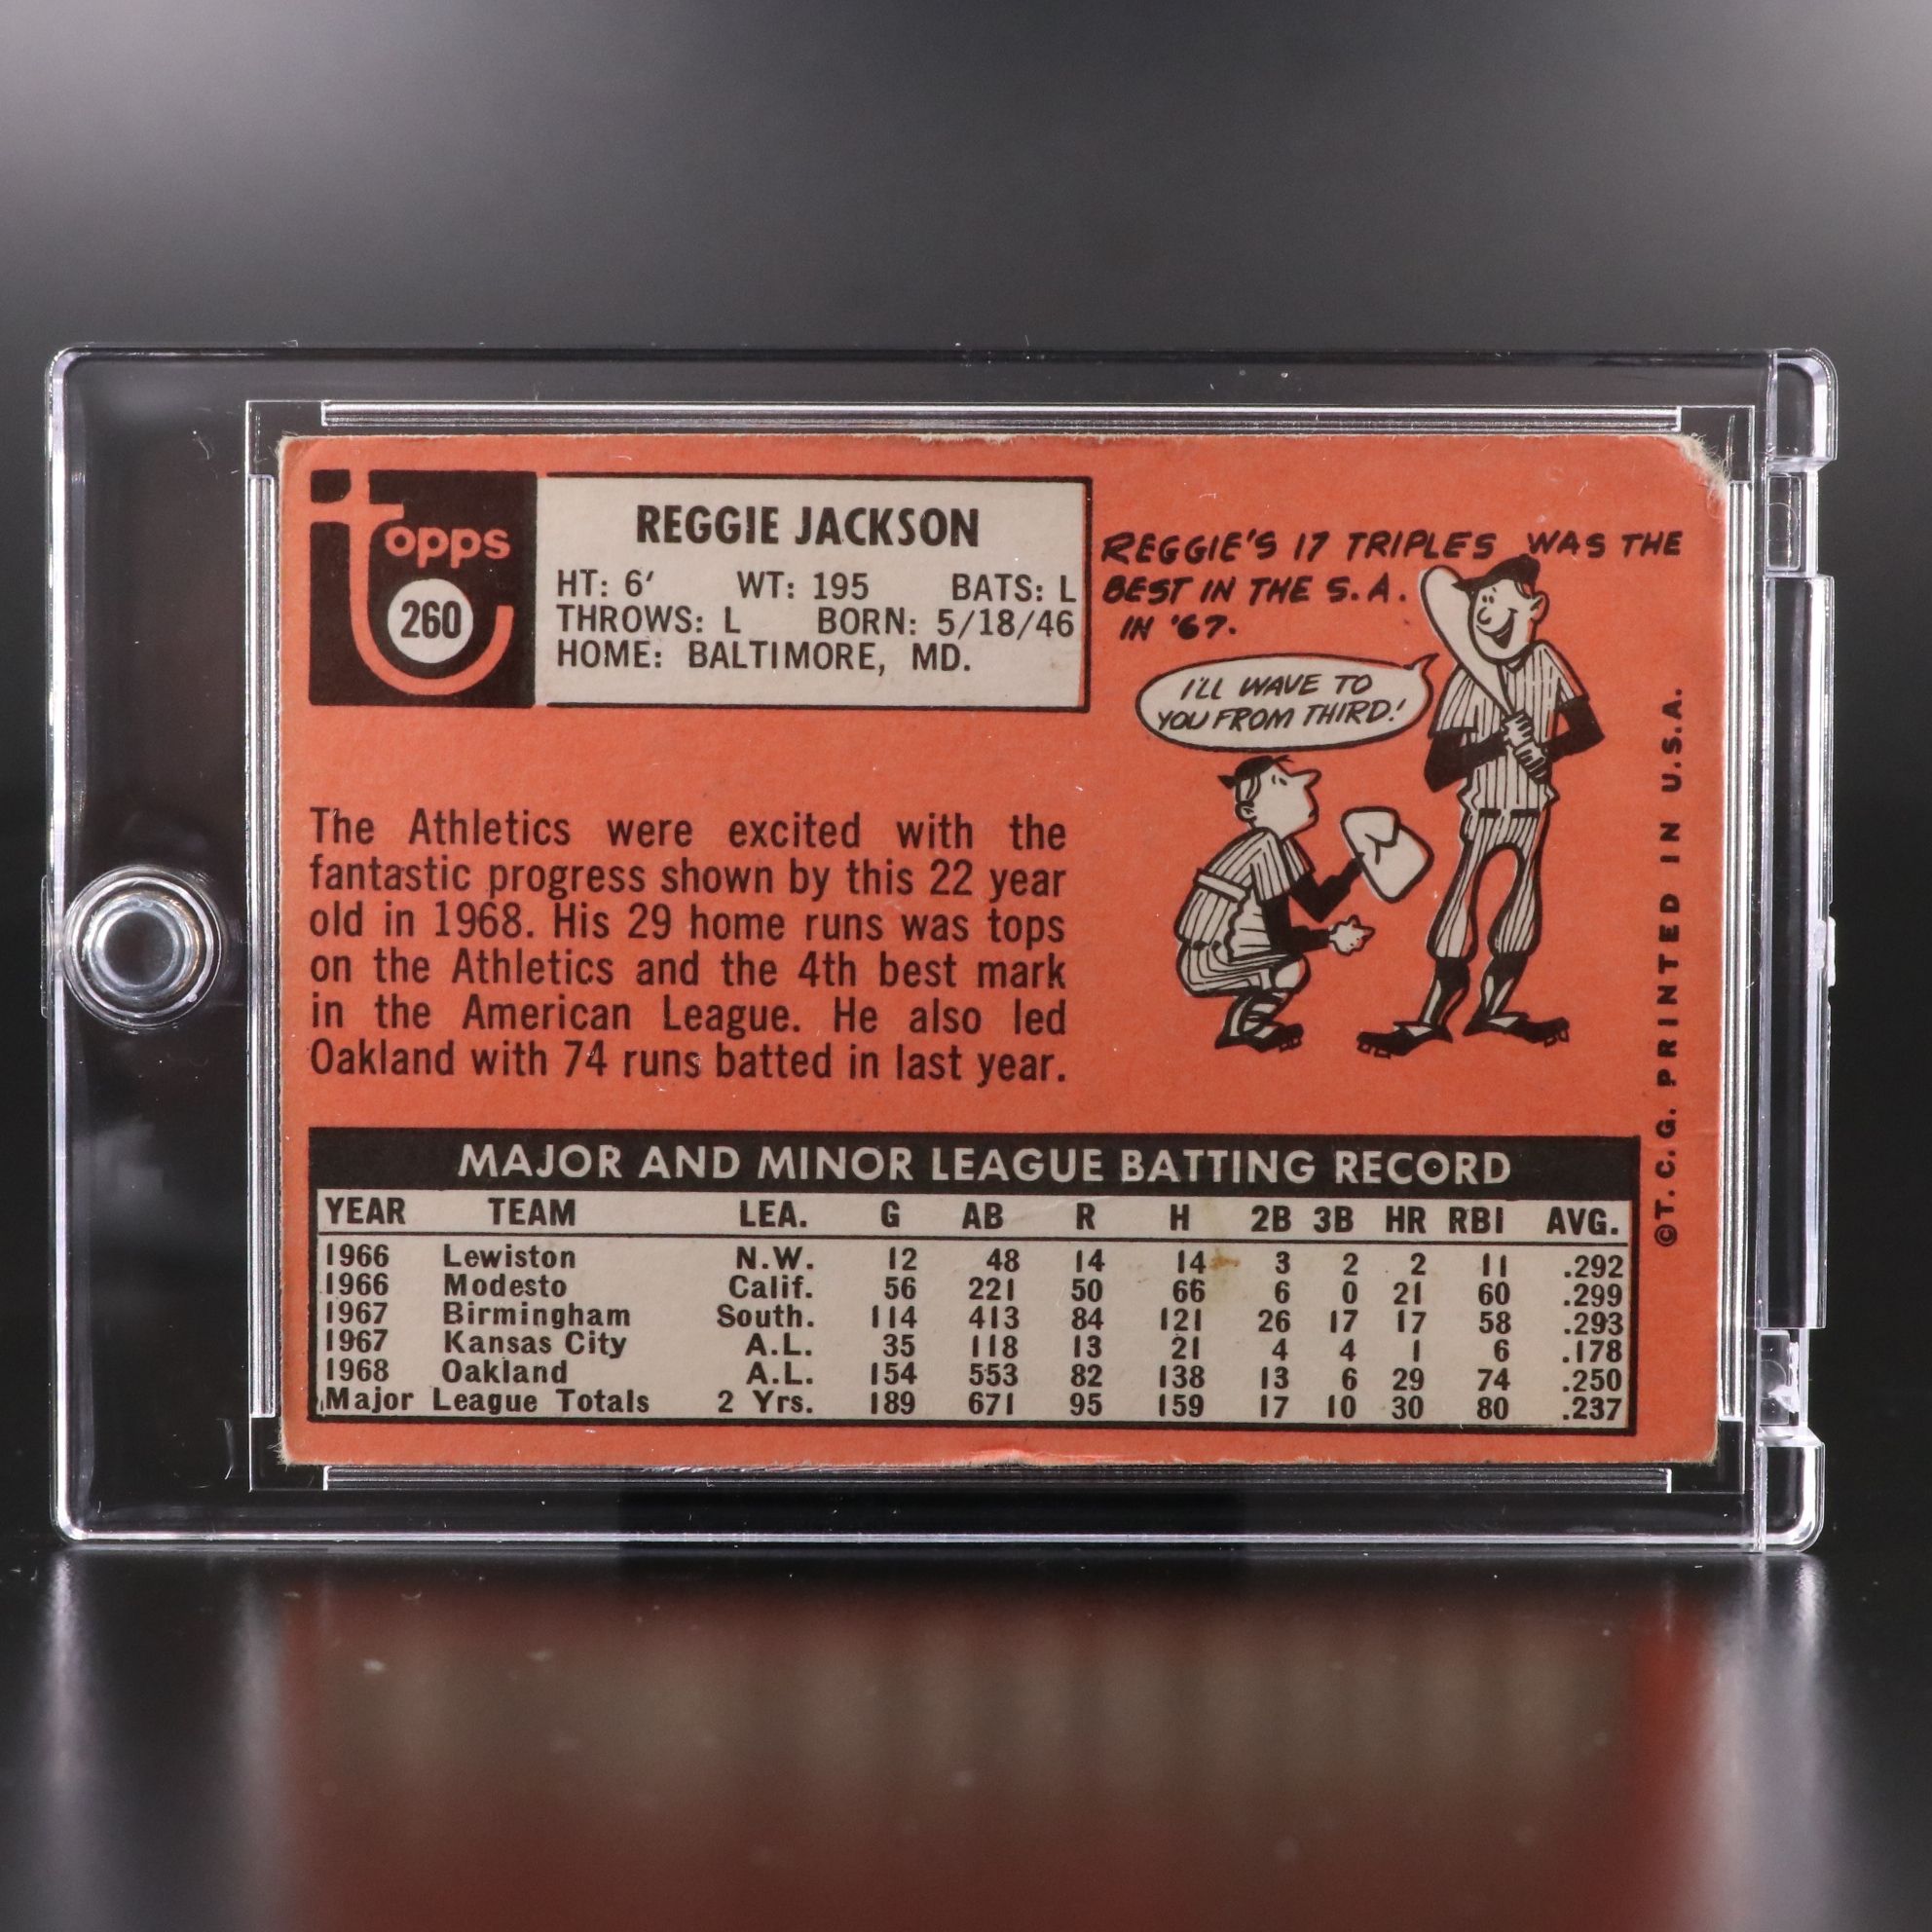 Topps
260
REGGIE JACKSON
HT: 6' WT: 195 BATS: L
THROWS: L BORN: 5/18/46
HOME: BALTIMORE, MD.
REGGIE'S 17 TRIPLES WAS THE
BEST IN THE S.A.
IN '67.
I'LL WAVE TO
YOU FROM THIRD!
The Athletics were excited with the
fantastic progress shown by this 22 year
old in 1968. His 29 home runs was tops
on the Athletics and the 4th best mark
in the American League. He also led
Oakland with 74 runs batted in last year.
©T.C.G. PRINTED IN U.S.A.
MAJOR AND MINOR LEAGUE BATTING RECORD
YEAR TEAM LEA. G AB R H 2B 3B HR RBI AVG.
1966 Lewiston N.W. 12 48 14 14 3 2 2 11 .292
1966 Modesto Calif. 56 221 50 66 6 0 21 60 .299
1967 Birmingham South. 114 413 84 121 26 17 17 58 .293
1967 Kansas City A.L. 35 118 13 21 4 4 1 6 .178
1968 Oakland A.L. 154 553 82 138 13 6 29 74 .250
Major League Totals 2 Yrs. 189 671 95 159 17 10 30 80 .237